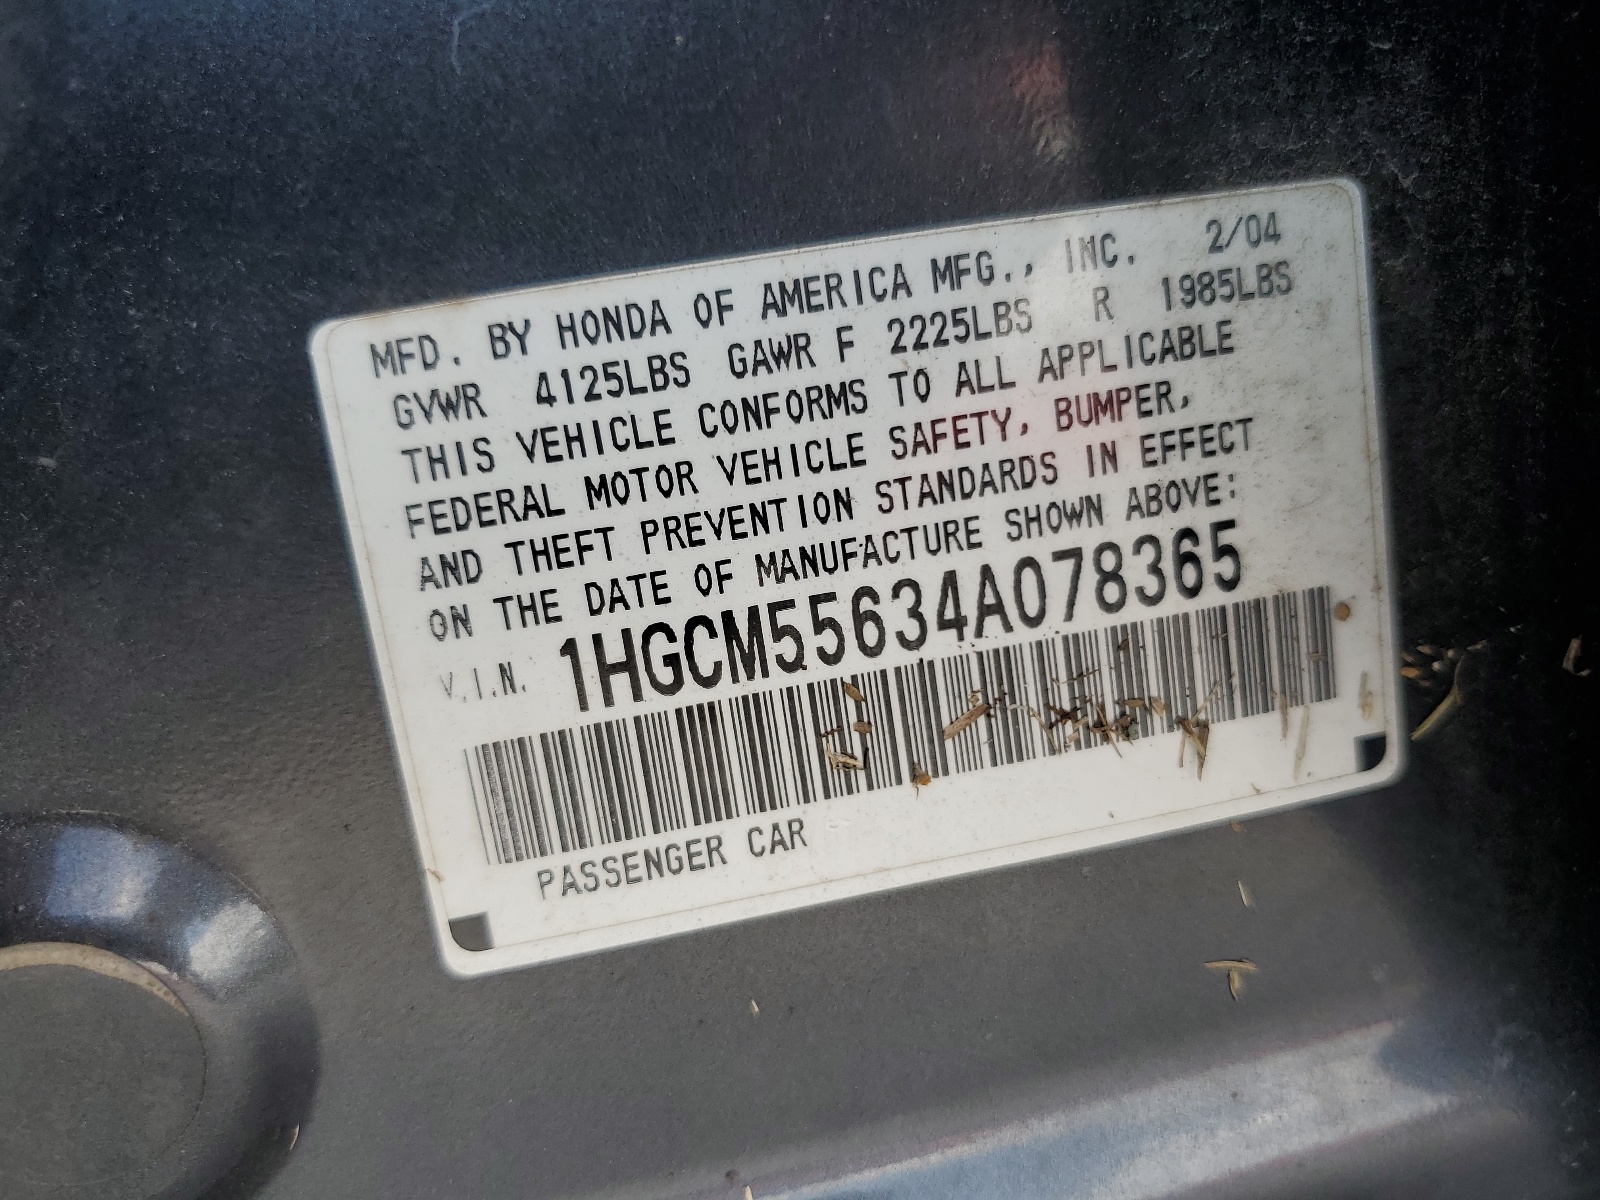 MFD. BY HONDA OF AMERICA MFG., INC. 2/04
GVWR 4125LBS GAWR F 2225LBS R 1985LBS
THIS VEHICLE CONFORMS TO ALL APPLICABLE
FEDERAL MOTOR VEHICLE SAFETY, BUMPER,
AND THEFT PREVENTION STANDARDS IN EFFECT
ON THE DATE OF MANUFACTURE SHOWN ABOVE:
V.I.N. 1HGCM55634A078365
PASSENGER CAR